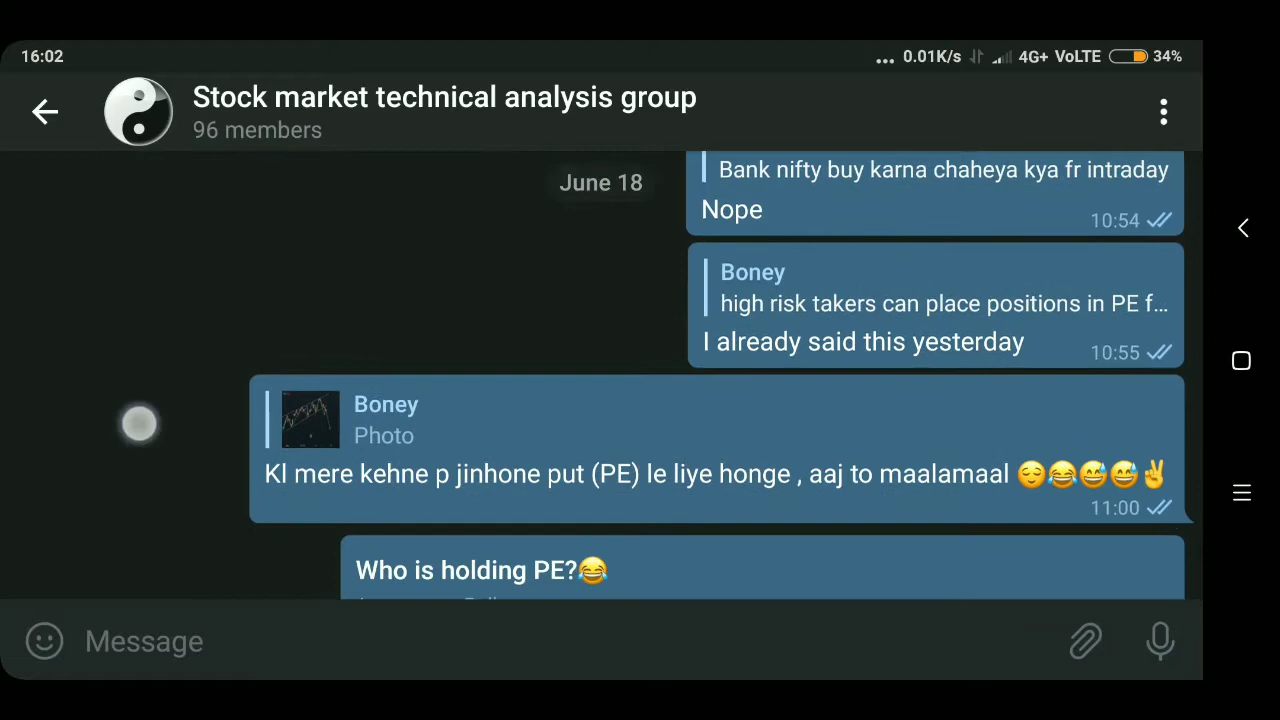 16:02
... 0.01K/s 4G+ VoLTE 34%
Stock market technical analysis group
96 members
June 18
Bank nifty buy karna chaheya kya fr intraday
Nope
10:54
Boney
high risk takers can place positions in PE f...
I already said this yesterday
10:55
Boney
Photo
Kl mere kehne p jinhone put (PE) le liye honge , aaj to maalamaal 😌😂😅😅✌
11:00
Who is holding PE?😂
Message